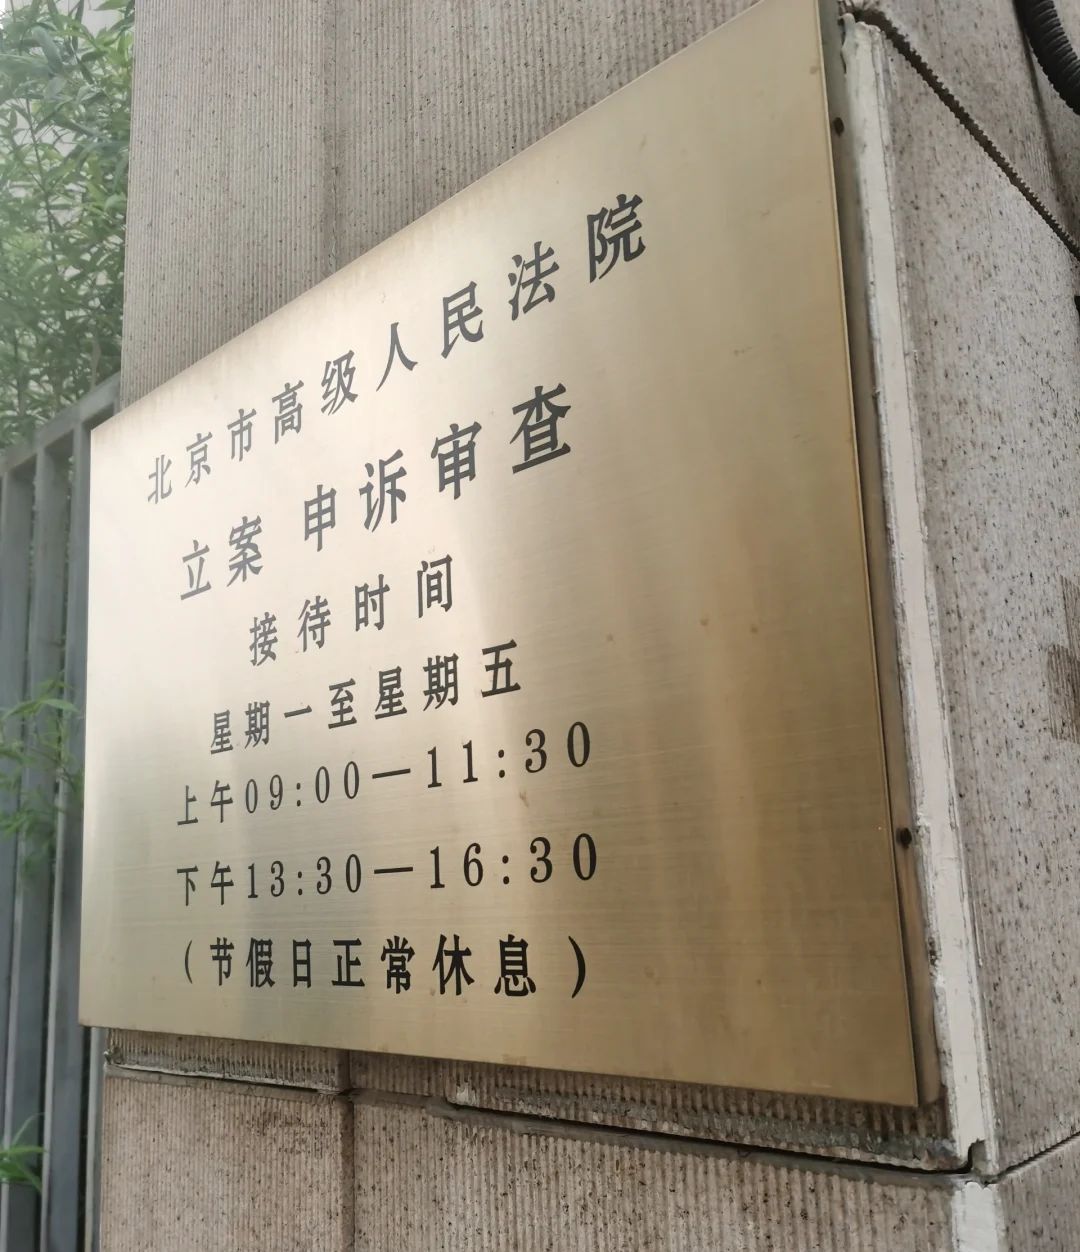 北京市高级人民法院
立案 申诉审查
接待时间
星期一至星期五
上午09:00—11:30
下午13:30—16:30
(节假日正常休息)